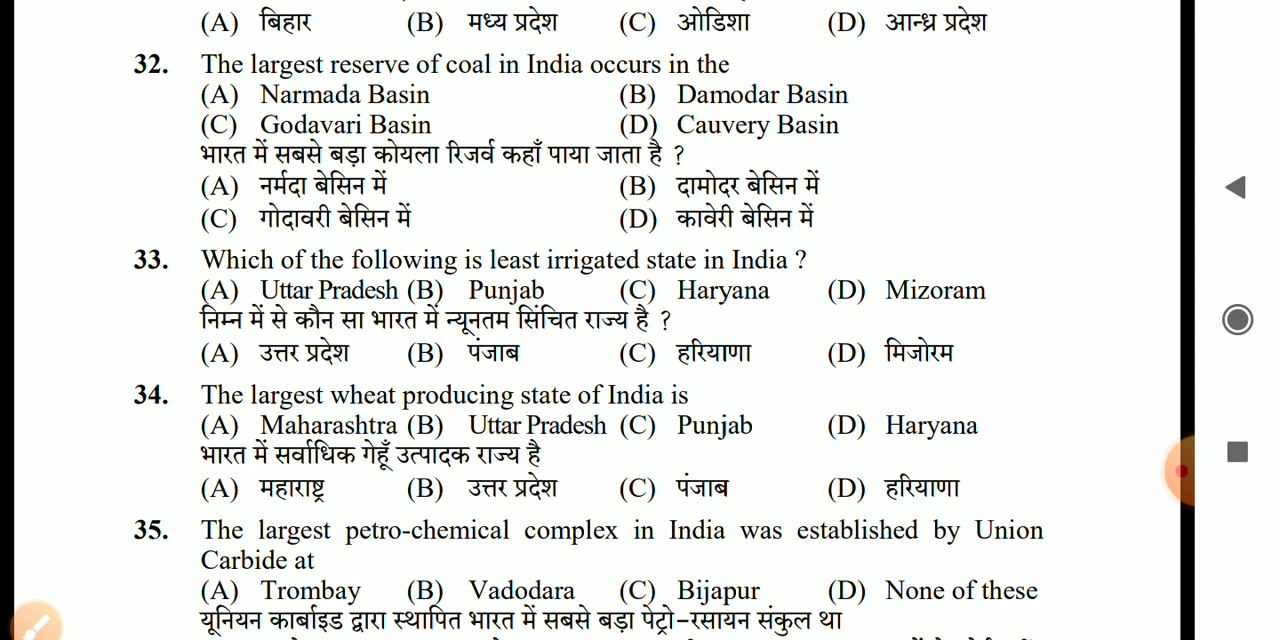 (A) बिहार (B) मध्य प्रदेश (C) ओडिशा (D) आन्ध्र प्रदेश
32. The largest reserve of coal in India occurs in the
(A) Narmada Basin (B) Damodar Basin
(C) Godavari Basin (D) Cauvery Basin
भारत में सबसे बड़ा कोयला रिजर्व कहाँ पाया जाता है ?
(A) नर्मदा बेसिन में (B) दामोदर बेसिन में
(C) गोदावरी बेसिन में (D) कावेरी बेसिन में
33. Which of the following is least irrigated state in India ?
(A) Uttar Pradesh (B) Punjab (C) Haryana (D) Mizoram
निम्न में से कौन सा भारत में न्यूनतम सिंचित राज्य है ?
(A) उत्तर प्रदेश (B) पंजाब (C) हरियाणा (D) मिजोरम
34. The largest wheat producing state of India is
(A) Maharashtra (B) Uttar Pradesh (C) Punjab (D) Haryana
भारत में सर्वाधिक गेहूँ उत्पादक राज्य है
(A) महाराष्ट्र (B) उत्तर प्रदेश (C) पंजाब (D) हरियाणा
35. The largest petro-chemical complex in India was established by Union
Carbide at
(A) Trombay (B) Vadodara (C) Bijapur (D) None of these
यूनियन कार्बाइड द्वारा स्थापित भारत में सबसे बड़ा पेट्रो-रसायन संकुल था